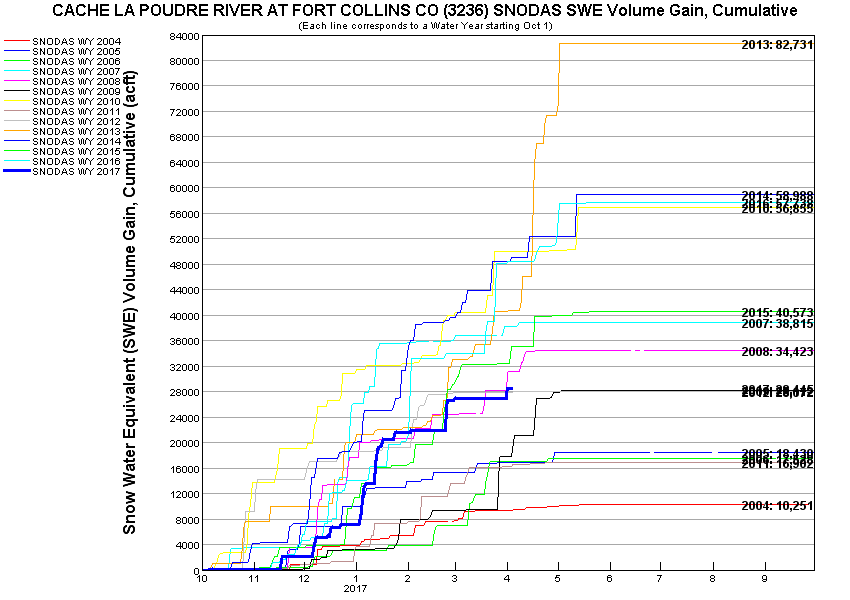 CACHE LA POUDRE RIVER AT FORT COLLINS CO (3236) SNODAS SWE Volume Gain, Cumulative
(Each line corresponds to a Water Year starting Oct 1)
SNODAS WY 2004
SNODAS WY 2005
SNODAS WY 2006
SNODAS WY 2007
SNODAS WY 2008
SNODAS WY 2009
SNODAS WY 2010
SNODAS WY 2011
SNODAS WY 2012
SNODAS WY 2013
SNODAS WY 2014
SNODAS WY 2015
SNODAS WY 2016
SNODAS WY 2017
Snow Water Equivalent (SWE) Volume Gain, Cumulative (acft)
84000
80000
76000
72000
68000
64000
60000
56000
52000
48000
44000
40000
36000
32000
28000
24000
20000
16000
12000
8000
4000
0
2013: 82,731
2014: 58,988
2010: 56,855
2015: 40,573
2007: 38,815
2008: 34,423
2005: 18,430
2011: 16,962
2004: 10,251
10 11 12 1 2 3 4 5 6 7 8 9
2017